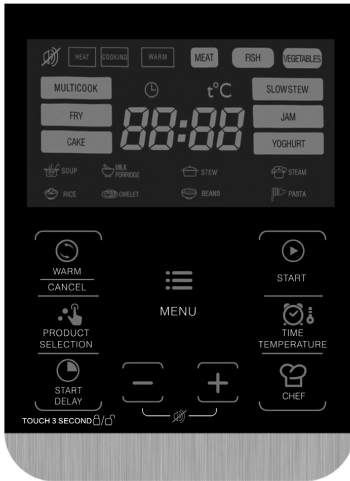 HEAT COOKING WARM MEAT FISH VEGETABLES
MULTICOOK t°C SLOWSTEW
FRY 88:88 JAM
CAKE YOGHURT
SOUP MILK PORRIDGE STEW STEAM
RICE OMELET BEANS PASTA
WARM
CANCEL
START
MENU
PRODUCT
SELECTION
TIME
TEMPERATURE
START
DELAY
− +
CHEF
TOUCH 3 SECOND /